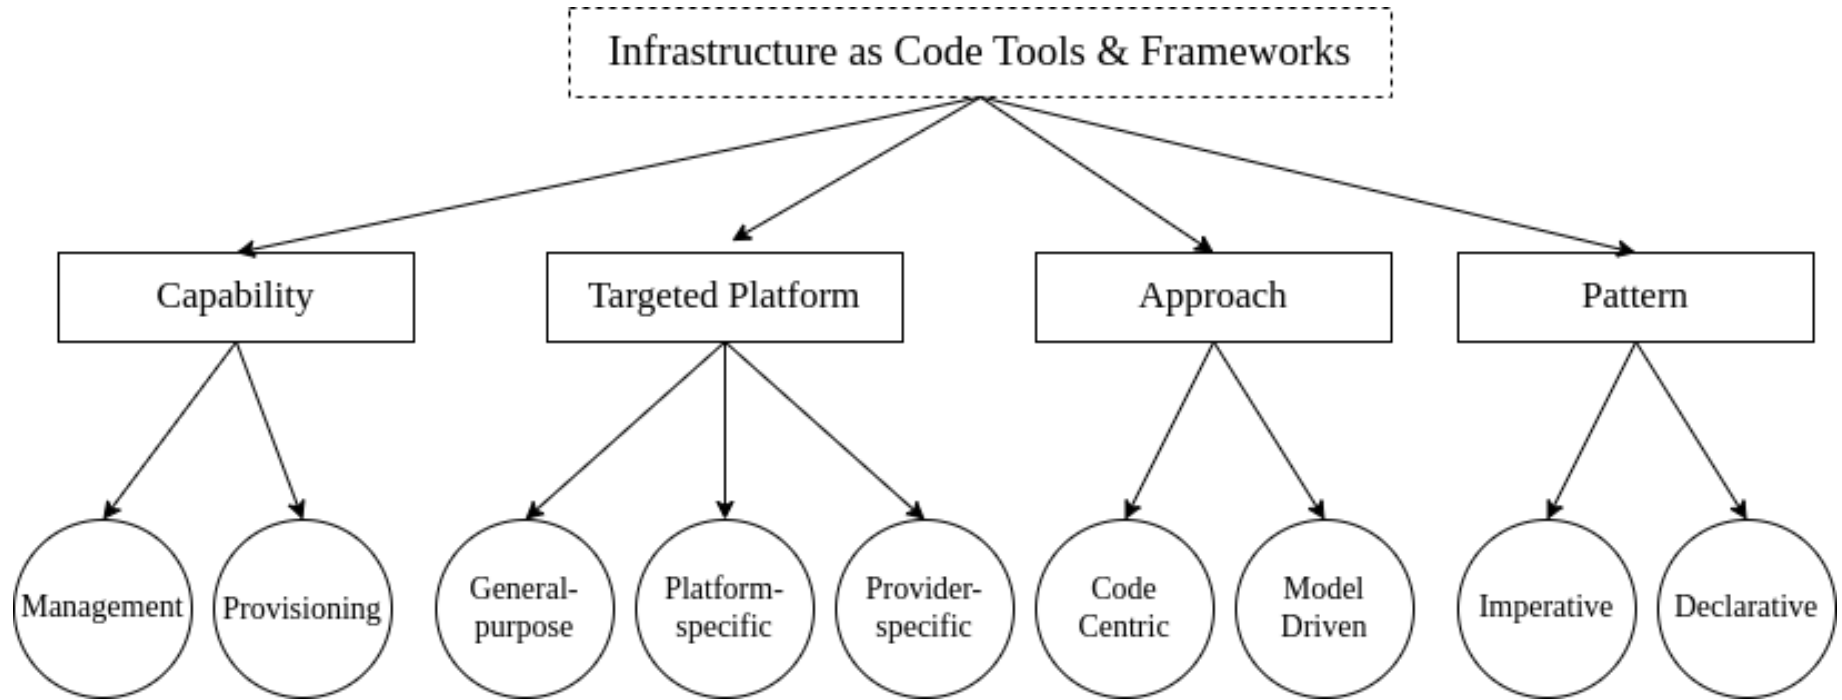 Infrastructure as Code Tools & Frameworks
Capability
Targeted Platform
Approach
Pattern
Management
Provisioning
General-
purpose
Platform-
specific
Provider-
specific
Code
Centric
Model
Driven
Imperative
Declarative